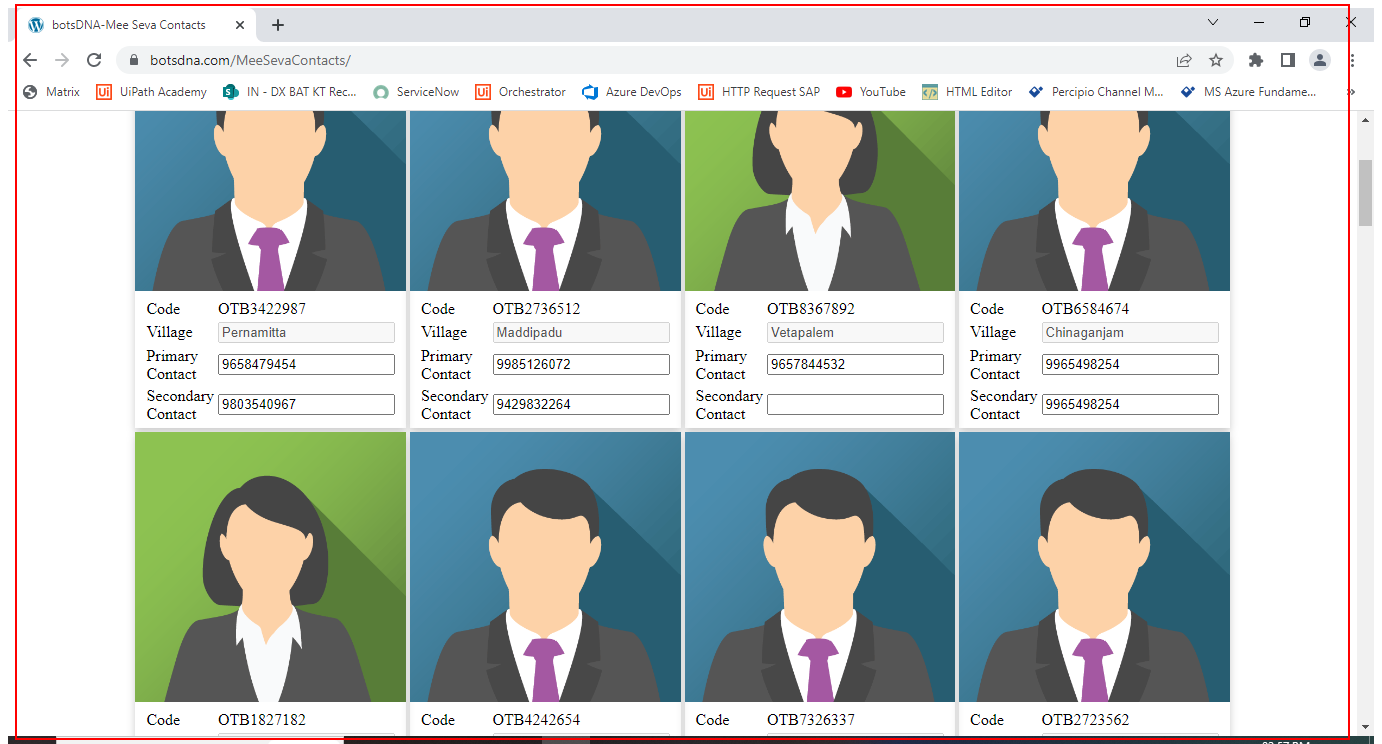 botsDNA-Mee Seva Contacts
botsdna.com/MeeSevaContacts/
Matrix UiPath Academy IN - DX BAT KT Rec... ServiceNow Orchestrator Azure DevOps HTTP Request SAP YouTube HTML Editor Percipio Channel M... MS Azure Fundame... »
Code OTB3422987
Village Pernamitta
Primary Contact 9658479454
Secondary Contact 9803540967
Code OTB2736512
Village Maddipadu
Primary Contact 9985126072
Secondary Contact 9429832264
Code OTB8367892
Village Vetapalem
Primary Contact 9657844532
Secondary Contact
Code OTB6584674
Village Chinaganjam
Primary Contact 9965498254
Secondary Contact 9965498254
Code OTB1827182
Code OTB4242654
Code OTB7326337
Code OTB2723562